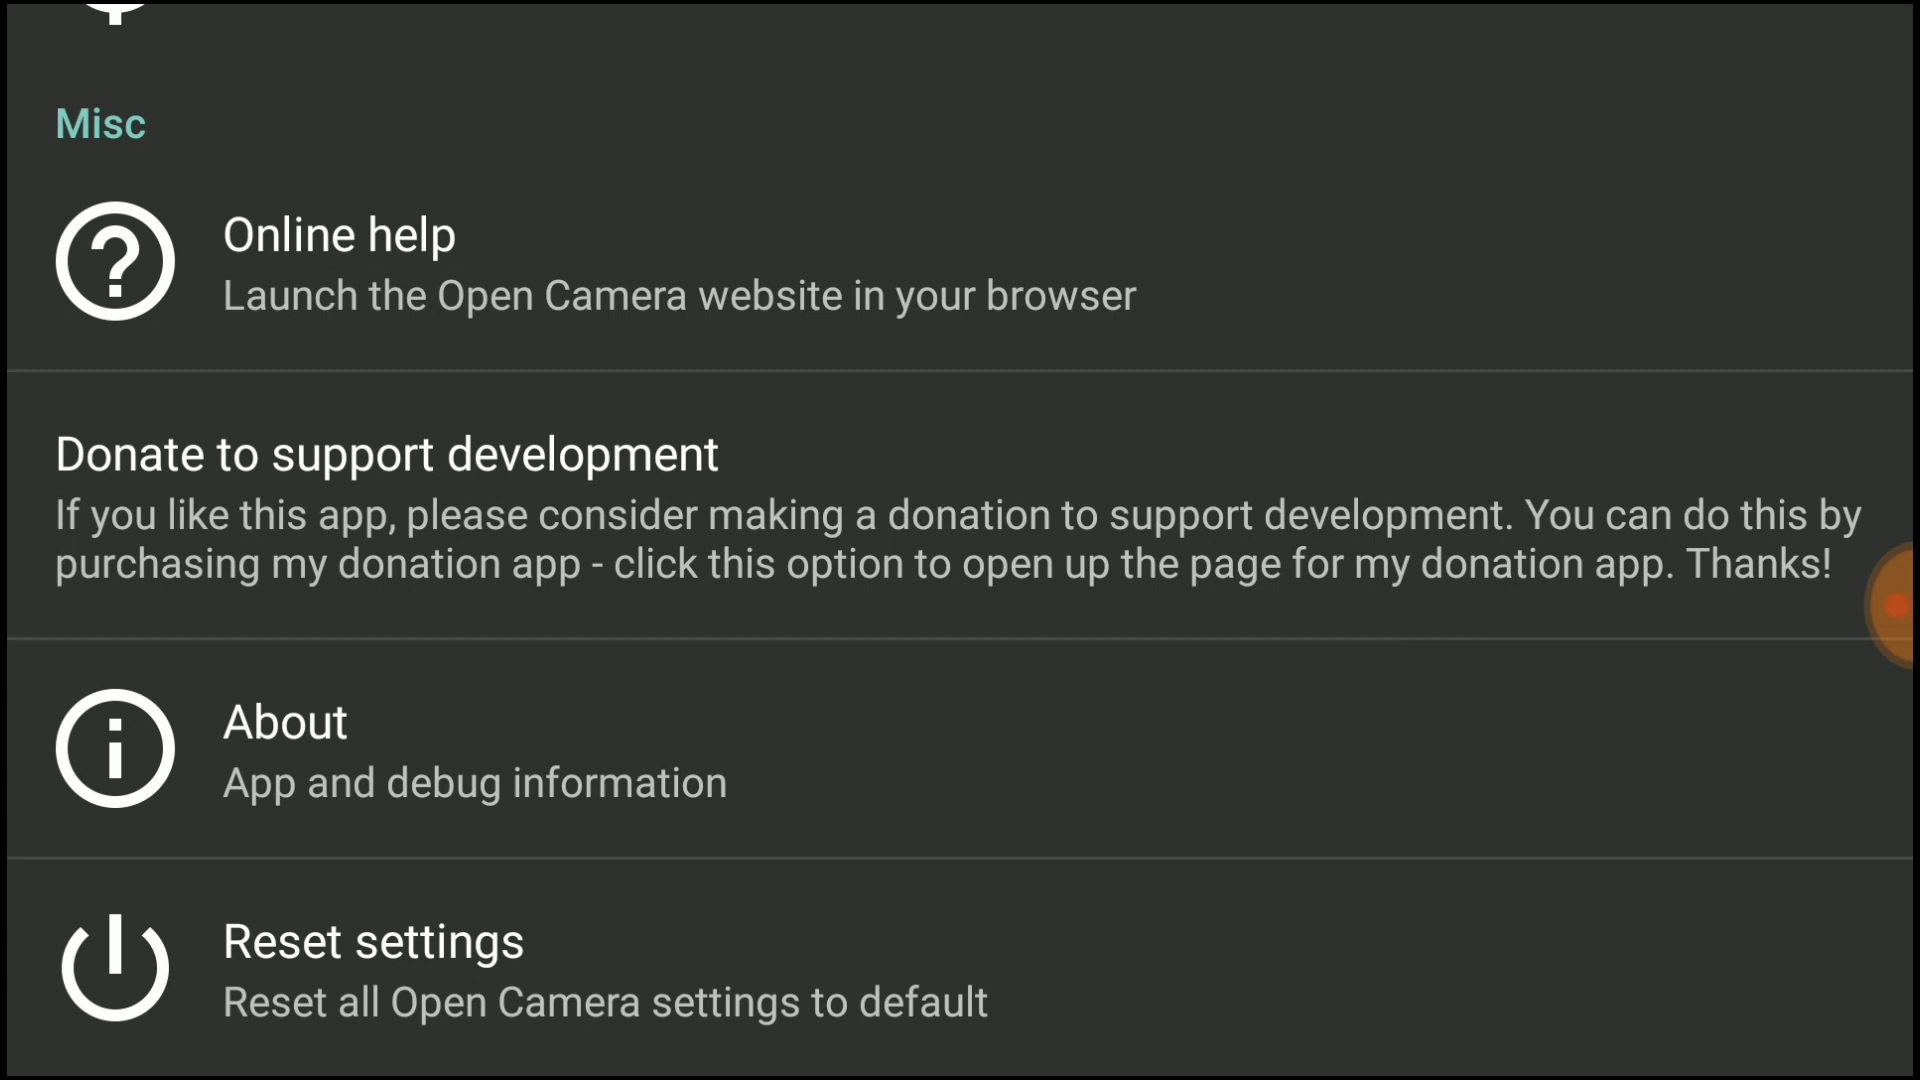 Misc
Online help
Launch the Open Camera website in your browser
Donate to support development
If you like this app, please consider making a donation to support development. You can do this by
purchasing my donation app - click this option to open up the page for my donation app. Thanks!
About
App and debug information
Reset settings
Reset all Open Camera settings to default